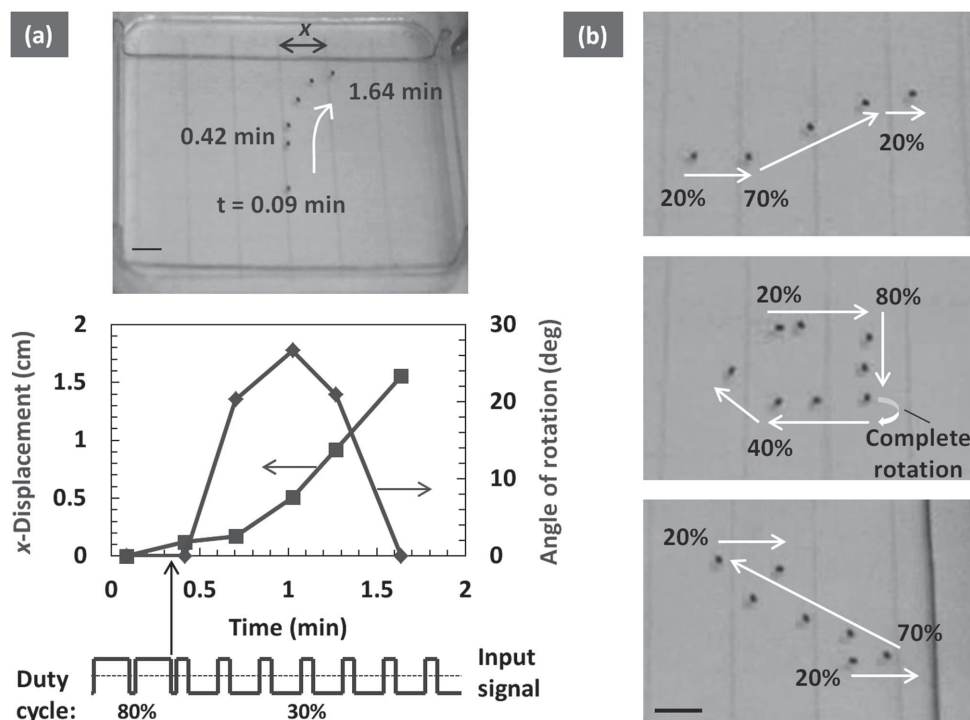 (a)
x
1.64 min
0.42 min
t = 0.09 min
x-Displacement (cm)
2
1.5
1
0.5
0
0
0.5
1
1.5
2
Time (min)
30
20
10
0
Angle of rotation (deg)
Duty cycle:
80%
30%
Input signal
(b)
20%
70%
20%
20%
80%
40%
Complete
rotation
20%
70%
20%